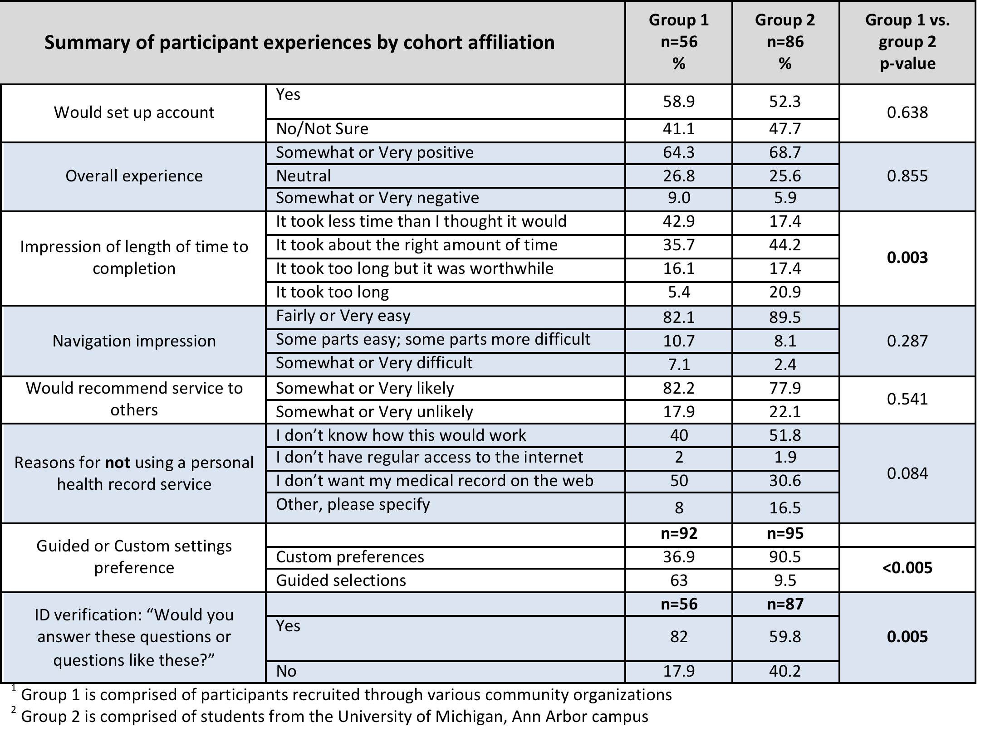 Summary of participant experiences by cohort affiliation
Group 1
n=56
%
Group 2
n=86
%
Group 1 vs.
group 2
p-value
Would set up account
Yes
58.9
52.3
0.638
No/Not Sure
41.1
47.7
Overall experience
Somewhat or Very positive
64.3
68.7
0.855
Neutral
26.8
25.6
Somewhat or Very negative
9.0
5.9
Impression of length of time to
completion
It took less time than I thought it would
42.9
17.4
0.003
It took about the right amount of time
35.7
44.2
It took too long but it was worthwhile
16.1
17.4
It took too long
5.4
20.9
Navigation impression
Fairly or Very easy
82.1
89.5
0.287
Some parts easy; some parts more difficult
10.7
8.1
Somewhat or Very difficult
7.1
2.4
Would recommend service to
others
Somewhat or Very likely
82.2
77.9
0.541
Somewhat or Very unlikely
17.9
22.1
Reasons for not using a personal
health record service
I don’t know how this would work
40
51.8
0.084
I don’t have regular access to the internet
2
1.9
I don’t want my medical record on the web
50
30.6
Other, please specify
8
16.5
Guided or Custom settings
preference
n=92
n=95
Custom preferences
36.9
90.5
<0.005
Guided selections
63
9.5
ID verification: “Would you
answer these questions or
questions like these?”
n=56
n=87
0.005
Yes
82
59.8
No
17.9
40.2
1 Group 1 is comprised of participants recruited through various community organizations
2 Group 2 is comprised of students from the University of Michigan, Ann Arbor campus